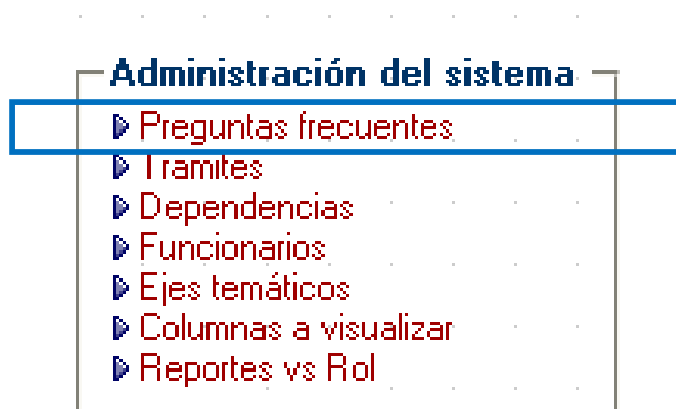 Administración del sistema
Preguntas frecuentes
Tramites
Dependencias
Funcionarios
Ejes temáticos
Columnas a visualizar
Reportes vs Rol